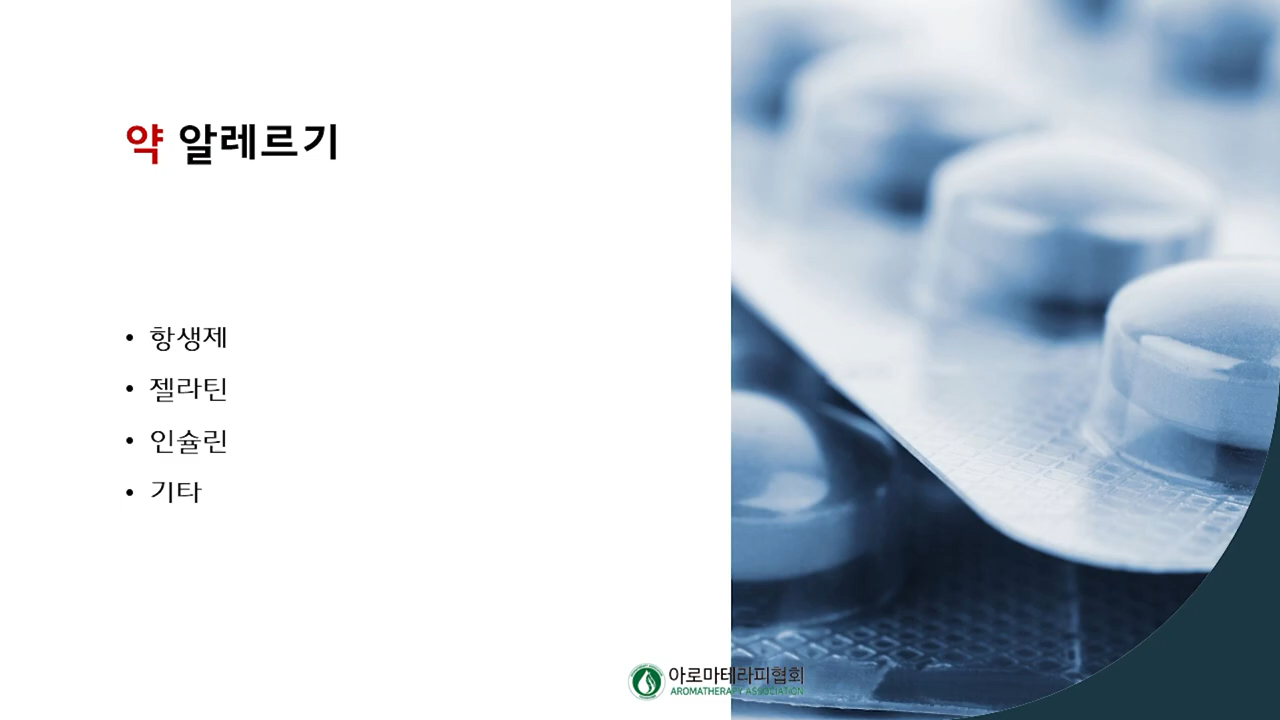 약 알레르기
• 항생제
• 젤라틴
• 인슐린
• 기타
아로마테라피협회
AROMATHERAPY ASSOCIATION